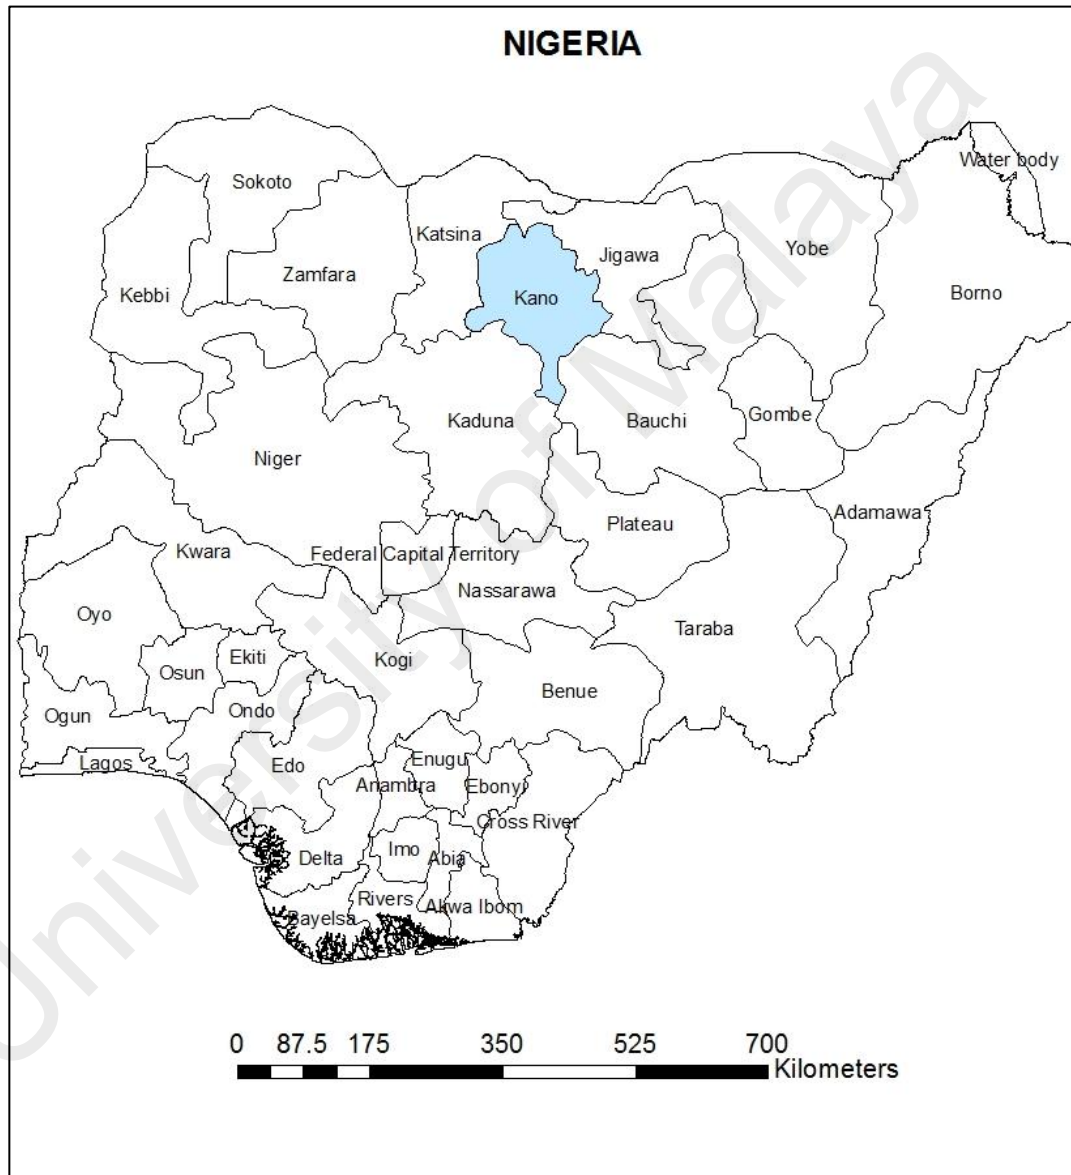 NIGERIA
Water body
Sokoto
Katsina
Yobe
Jigawa
Zamfara
Kebbi
Kano
Borno
Gombe
Kaduna
Bauchi
Niger
Adamawa
Plateau
Kwara
Federal Capital Territory
Nassarawa
Oyo
Taraba
Ekiti
Kogi
Osun
Benue
Ondo
Ogun
Enugu
Lagos
Edo
Anambra
Ebonyi
Cross River
Imo
Delta
Abia
Rivers
Akwa Ibom
Bayelsa
0 87.5 175 350 525 700
Kilometers
University of Malaya